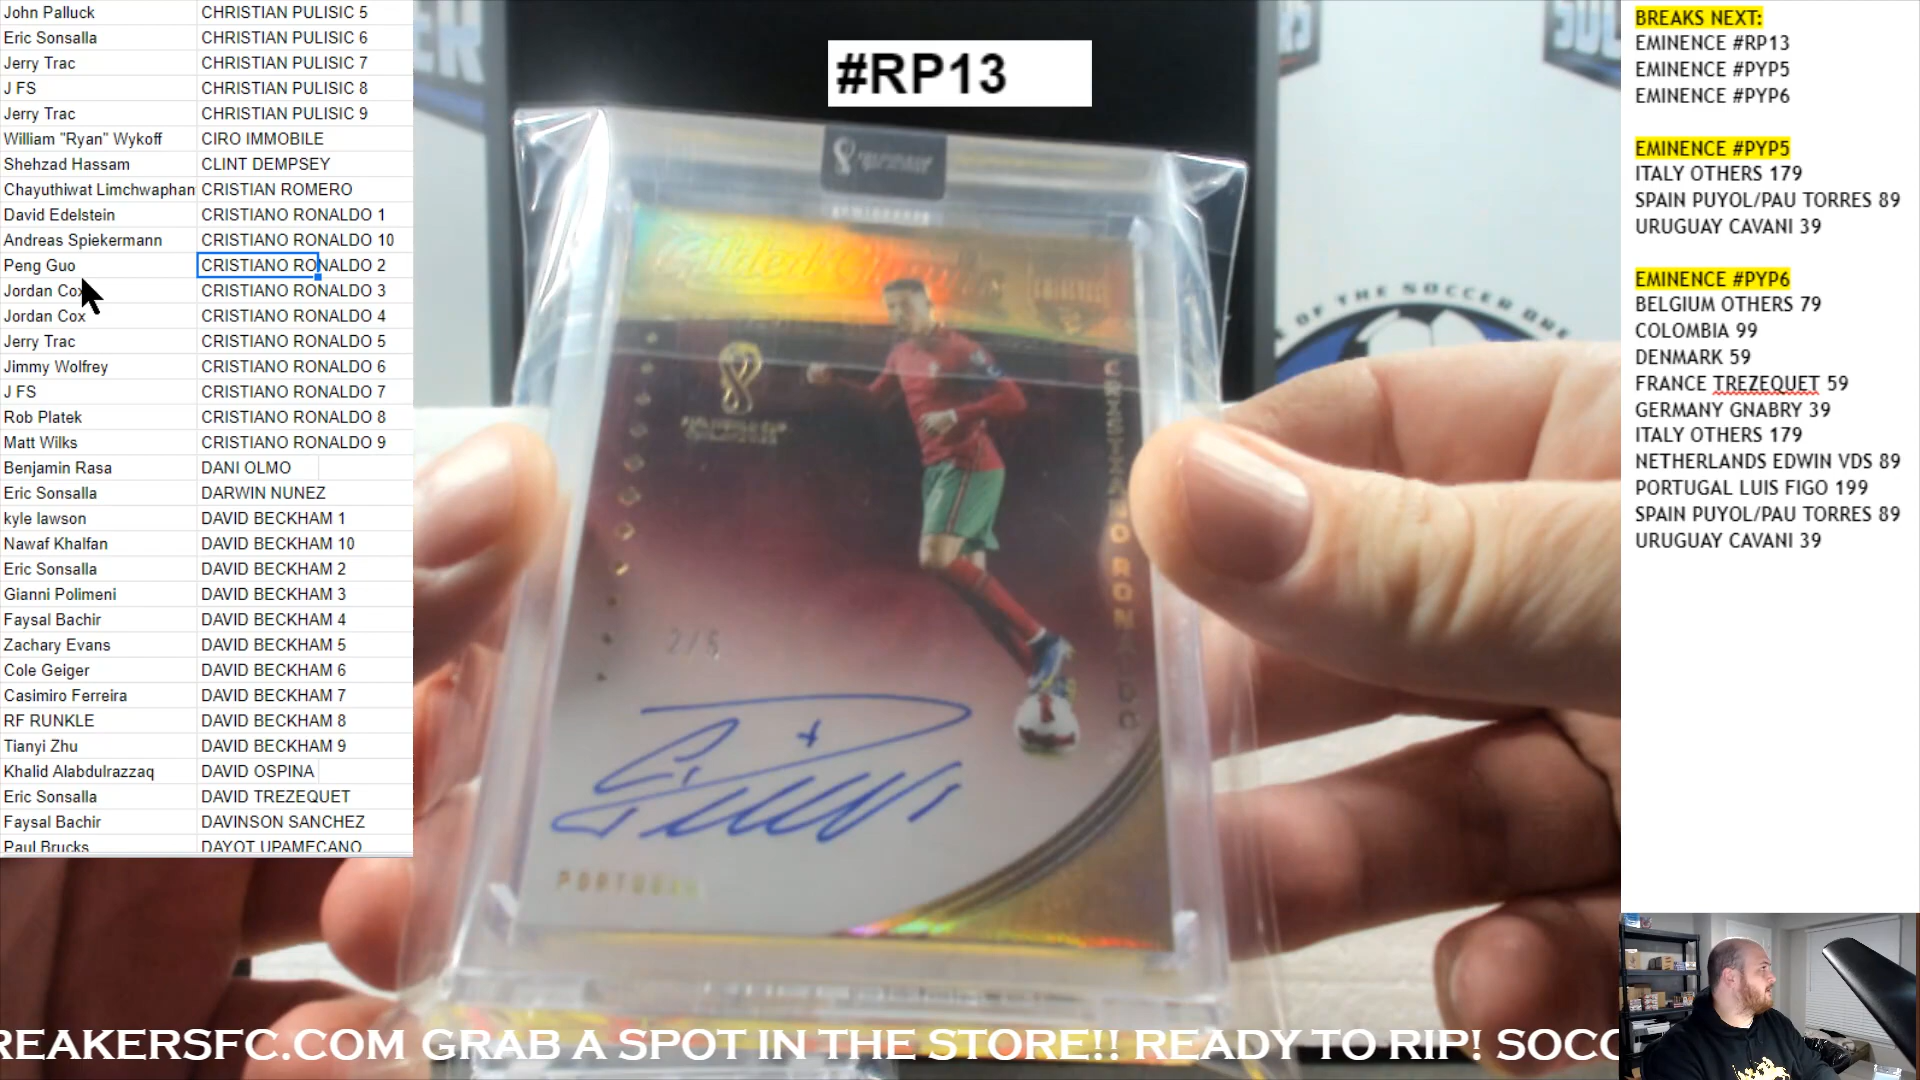 John Palluck CHRISTIAN PULISIC 5
Eric Sonsalla CHRISTIAN PULISIC 6
Jerry Trac CHRISTIAN PULISIC 7
J FS CHRISTIAN PULISIC 8
Jerry Trac CHRISTIAN PULISIC 9
William "Ryan" Wykoff CIRO IMMOBILE
Shehzad Hassam CLINT DEMPSEY
Chayuthiwat Limchwaphan CRISTIAN ROMERO
David Edelstein CRISTIANO RONALDO 1
Andreas Spiekermann CRISTIANO RONALDO 10
Peng Guo CRISTIANO RONALDO 2
Jordan Cox CRISTIANO RONALDO 3
Jordan Cox CRISTIANO RONALDO 4
Jerry Trac CRISTIANO RONALDO 5
Jimmy Wolfrey CRISTIANO RONALDO 6
J FS CRISTIANO RONALDO 7
Rob Platek CRISTIANO RONALDO 8
Matt Wilks CRISTIANO RONALDO 9
Benjamin Rasa DANI OLMO
Eric Sonsalla DARWIN NUNEZ
kyle lawson DAVID BECKHAM 1
Nawaf Khalfan DAVID BECKHAM 10
Eric Sonsalla DAVID BECKHAM 2
Gianni Polimeni DAVID BECKHAM 3
Faysal Bachir DAVID BECKHAM 4
Zachary Evans DAVID BECKHAM 5
Cole Geiger DAVID BECKHAM 6
Casimiro Ferreira DAVID BECKHAM 7
RF RUNKLE DAVID BECKHAM 8
Tianyi Zhu DAVID BECKHAM 9
Khalid Alabdulrazzaq DAVID OSPINA
Eric Sonsalla DAVID TREZEQUET
Faysal Bachir DAVINSON SANCHEZ
Paul Brucks DAYOT UPAMECANO
#RP13
CRISTIANO RONALDO
2/5
PORTUGAL
OF THE SOCCER
BREAKS NEXT:
EMINENCE #RP13
EMINENCE #PYP5
EMINENCE #PYP6
EMINENCE #PYP5
ITALY OTHERS 179
SPAIN PUYOL/PAU TORRES 89
URUGUAY CAVANI 39
EMINENCE #PYP6
BELGIUM OTHERS 79
COLOMBIA 99
DENMARK 59
FRANCE TREZEQUET 59
GERMANY GNABRY 39
ITALY OTHERS 179
NETHERLANDS EDWIN VDS 89
PORTUGAL LUIS FIGO 199
SPAIN PUYOL/PAU TORRES 89
URUGUAY CAVANI 39
REAKERSFC.COM GRAB A SPOT IN THE STORE!! READY TO RIP! SOCC